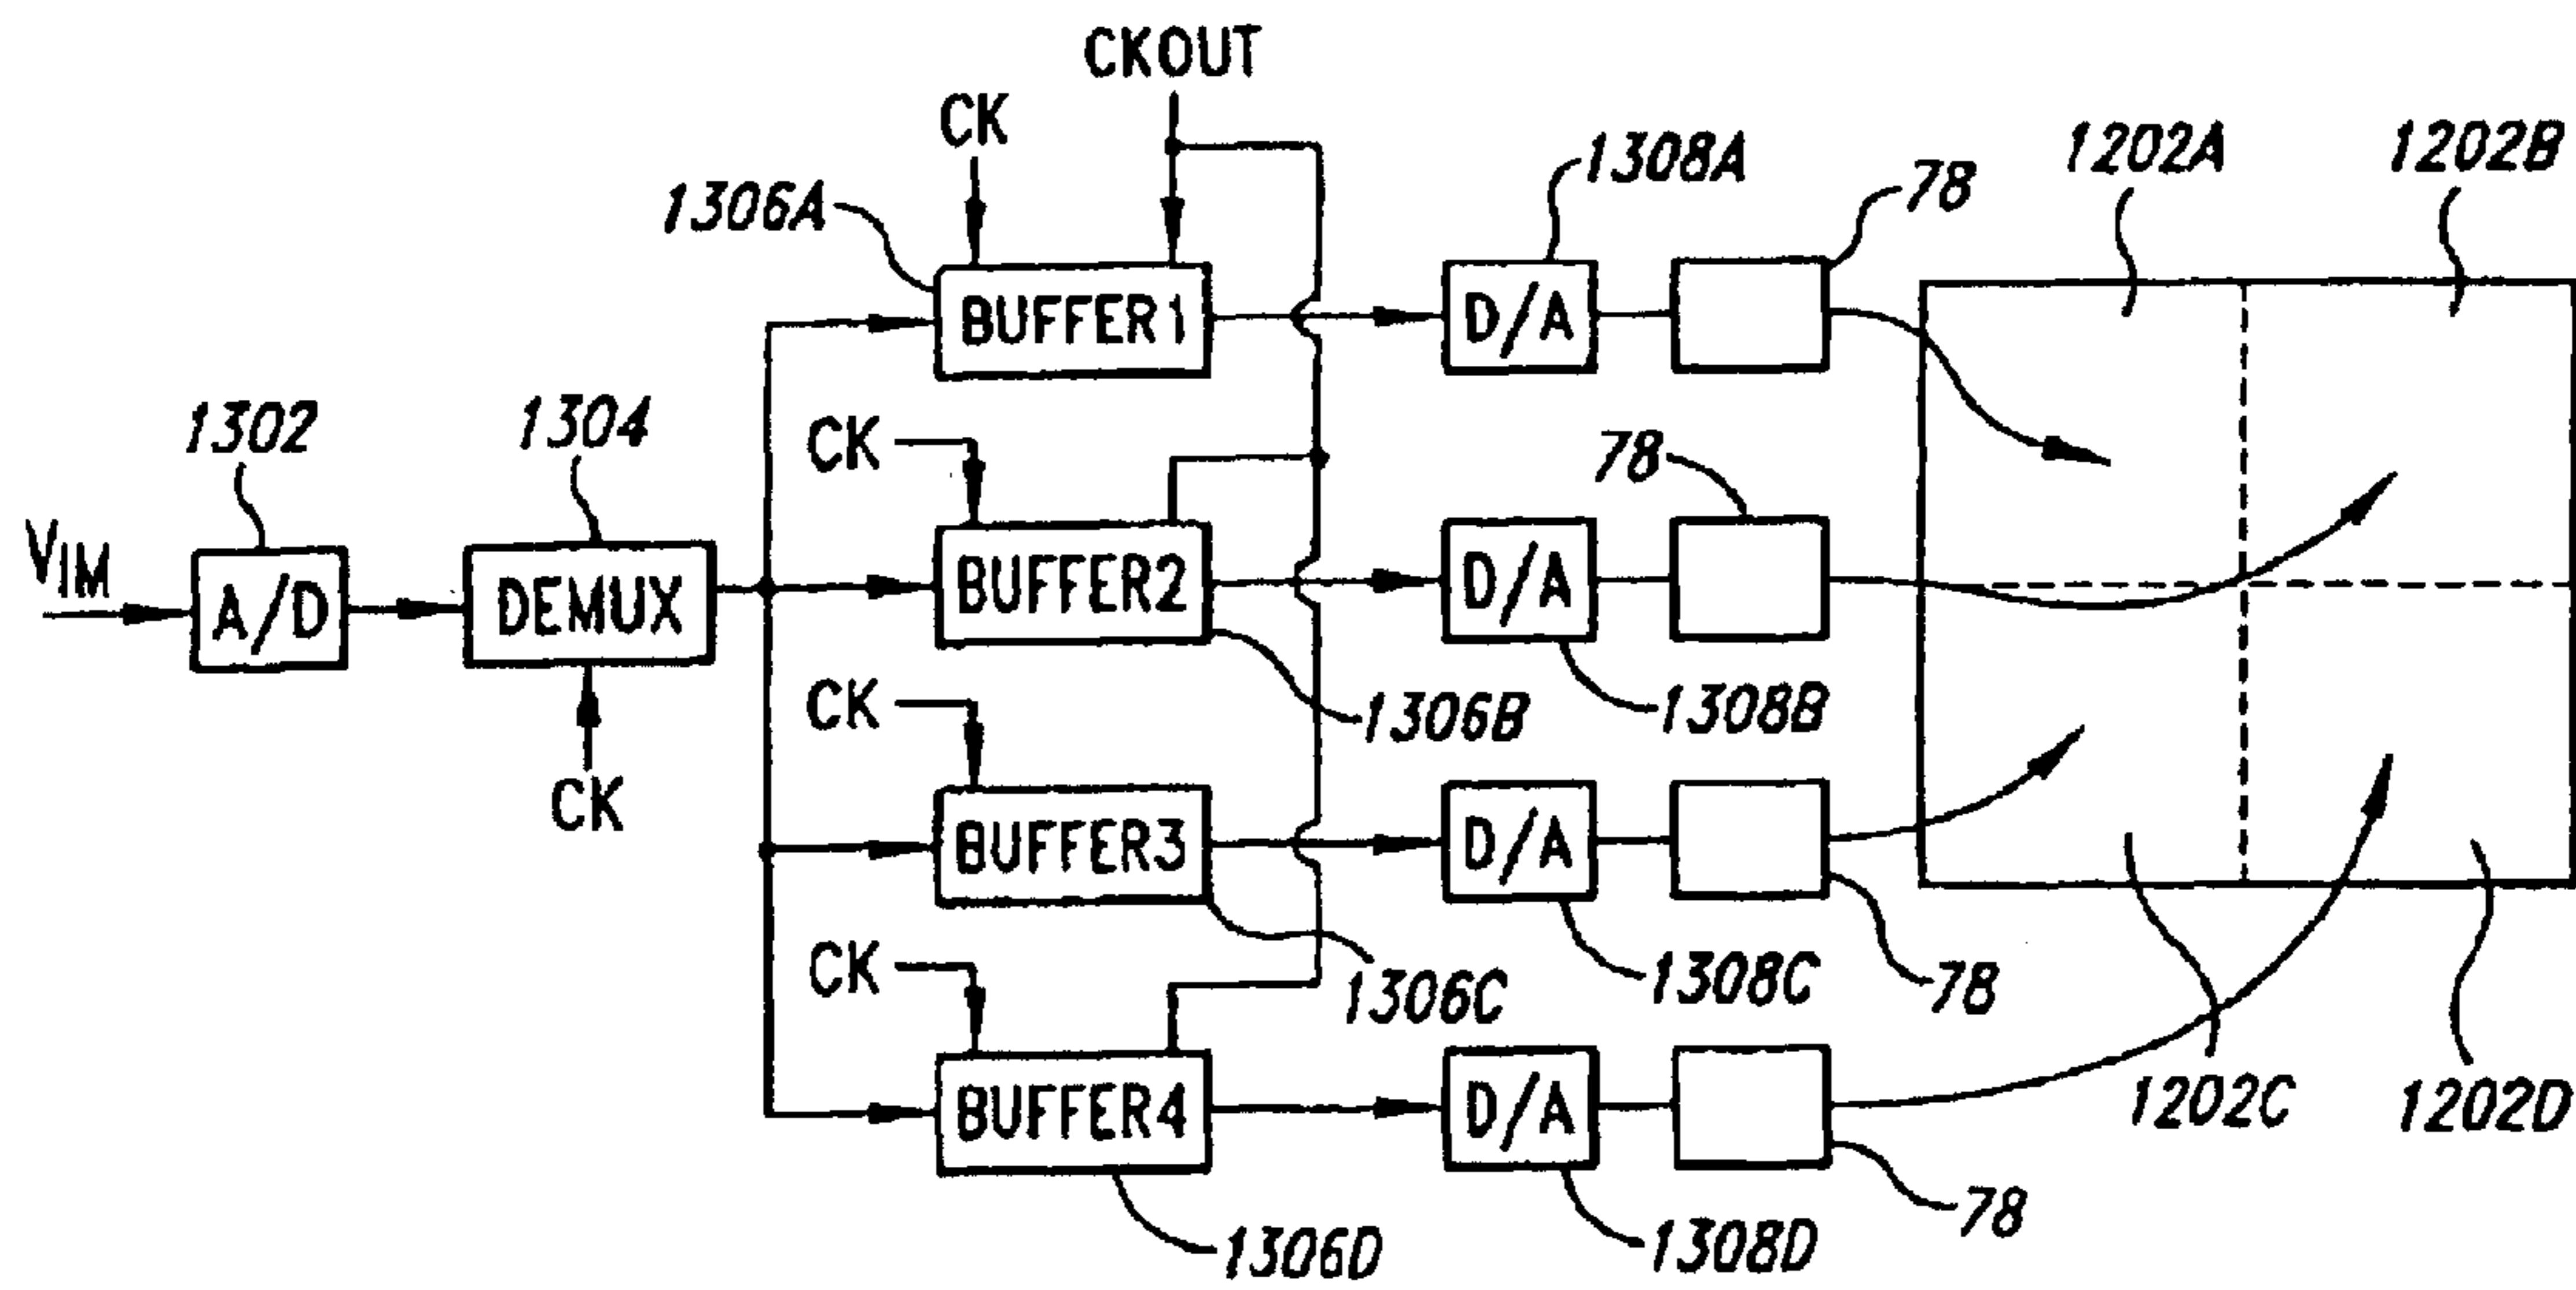 CKOUT
CK
1308A
1202A
1202B
1306A
78
BUFFER1
D/A
1302
1304
CK
78
VIM
A/D
DEMUX
BUFFER2
D/A
CK
1306B
1308B
CK
BUFFER3
D/A
CK
1306C
1308C
78
BUFFER4
D/A
1202C
1202D
1306D
1308D
78